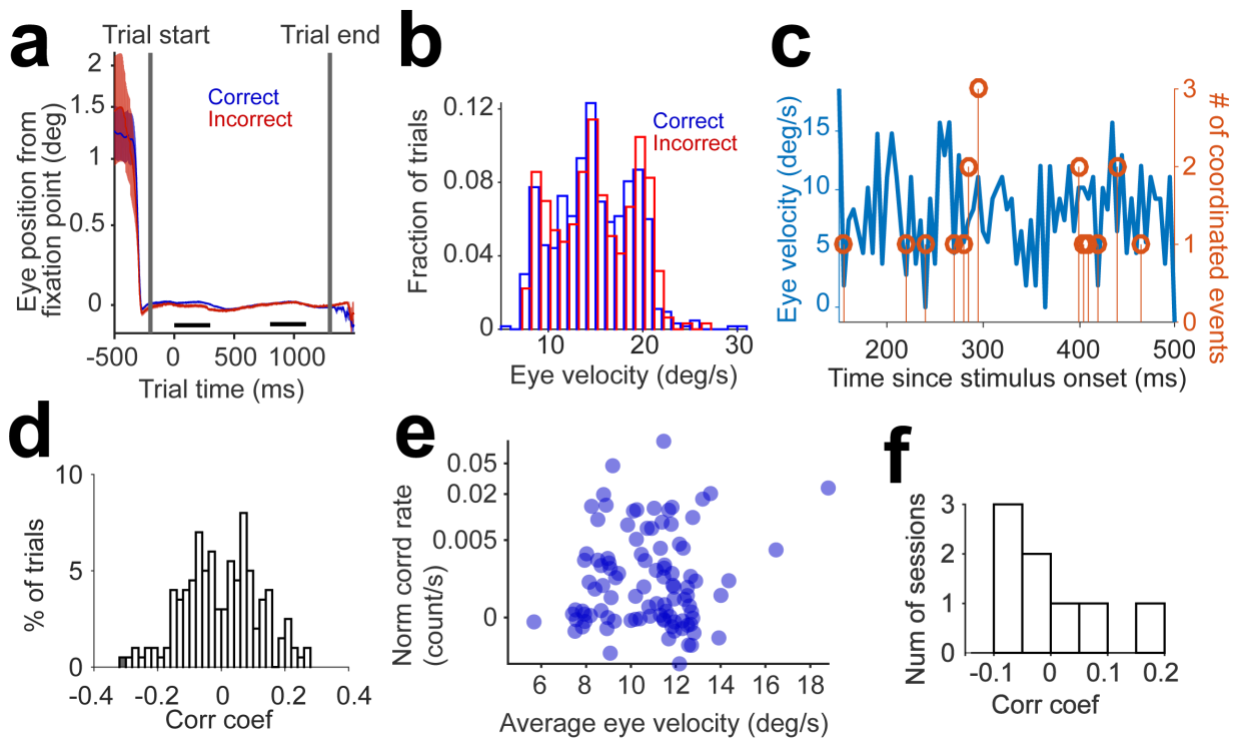 a
Trial start
Trial end
Eye position from
fixation point (deg)
2
1.5
1
0.5
0
Correct
Incorrect
-500
0
500
1000
Trial time (ms)
b
Fraction of trials
0.12
0.08
0.04
0
Correct
Incorrect
10
20
30
Eye velocity (deg/s)
c
Eye velocity (deg/s)
15
10
5
0
3
2
1
0
# of coordinated events
200
300
400
500
Time since stimulus onset (ms)
d
% of trials
10
5
0
-0.4
-0.2
0
0.2
0.4
Corr coef
e
Norm corrd rate
(count/s)
0.05
0.02
0.005
0
6
8
10
12
14
16
18
Average eye velocity (deg/s)
f
Num of sessions
3
2
1
0
-0.1
0
0.1
0.2
Corr coef